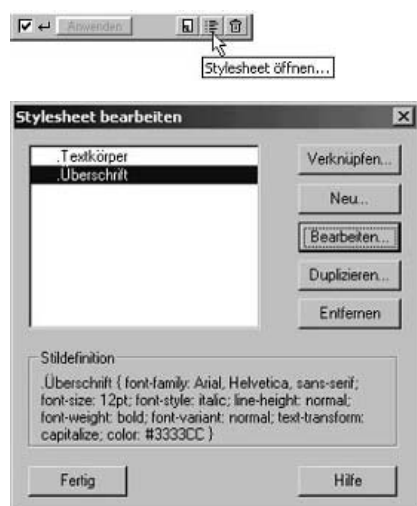 Anwenden
Stylesheet öffnen...
Stylesheet bearbeiten
.Textkörper
.Überschrift
Verknüpfen...
Neu...
Bearbeiten...
Duplizieren...
Entfernen
Stildefinition
.Überschrift { font-family: Arial, Helvetica, sans-serif;
font-size: 12pt; font-style: italic; line-height: normal;
font-weight: bold; font-variant: normal; text-transform:
capitalize; color: #3333CC }
Fertig
Hilfe